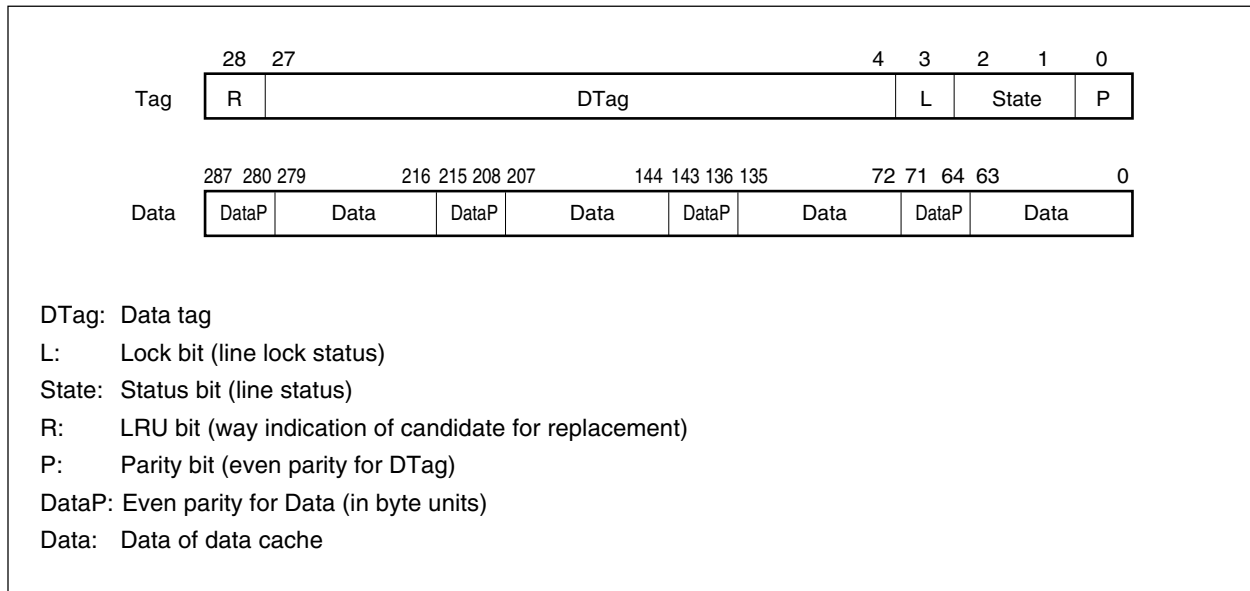 28 27 4 3 2 1 0
Tag R DTag L State P
287 280 279 216 215 208 207 144 143 136 135 72 71 64 63 0
Data DataP Data DataP Data DataP Data DataP Data
DTag: Data tag
L: Lock bit (line lock status)
State: Status bit (line status)
R: LRU bit (way indication of candidate for replacement)
P: Parity bit (even parity for DTag)
DataP: Even parity for Data (in byte units)
Data: Data of data cache